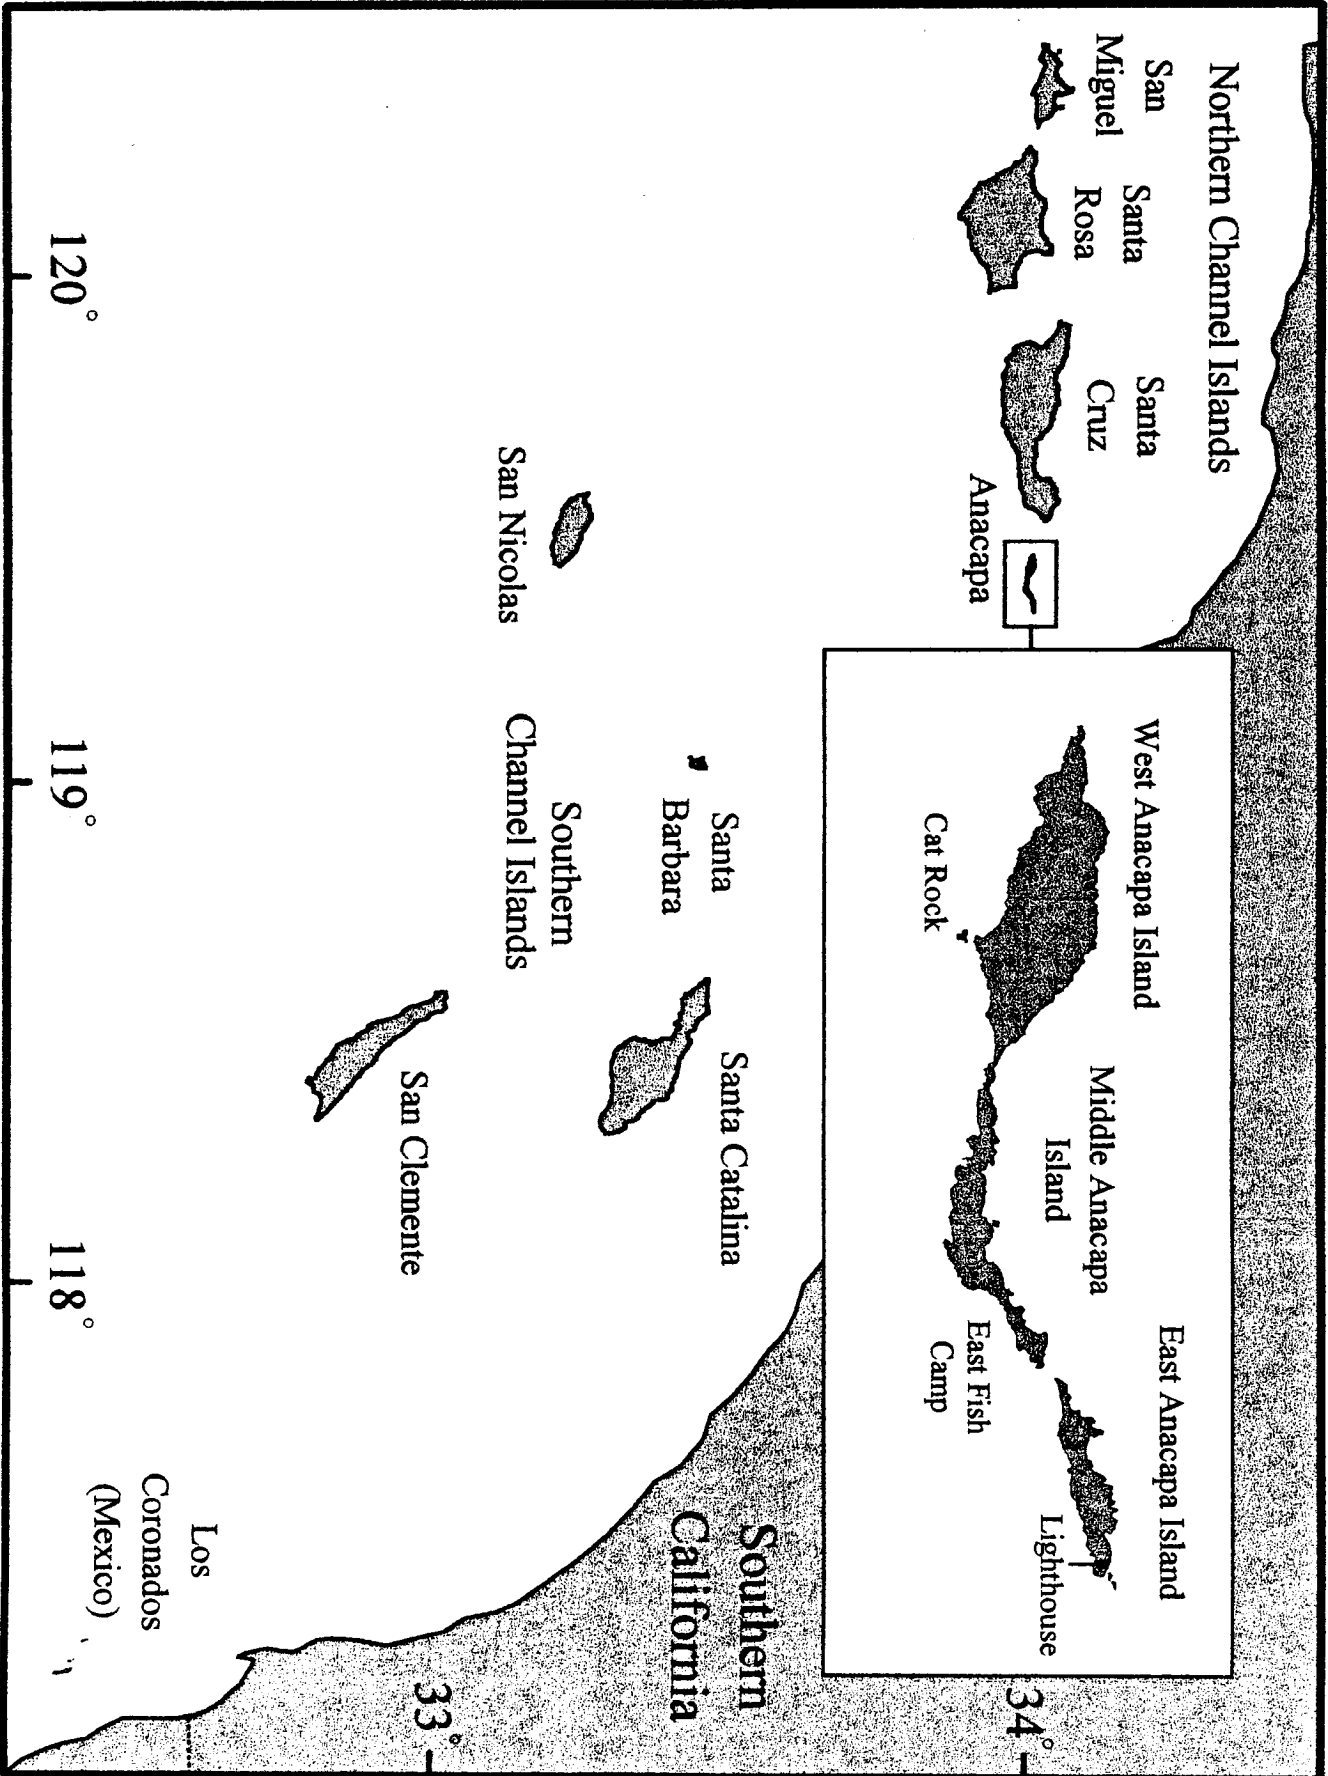 Northern Channel Islands
San
Miguel
Santa
Rosa
Santa
Cruz
Anacapa
West Anacapa Island
Cat Rock
Middle Anacapa
Island
East Fish
Camp
East Anacapa Island
Lighthouse
34°
San Nicolas
Santa
Barbara
Southern
Channel Islands
Santa Catalina
San Clemente
Southern
California
33°
Los
Coronados
(Mexico)
120°
119°
118°